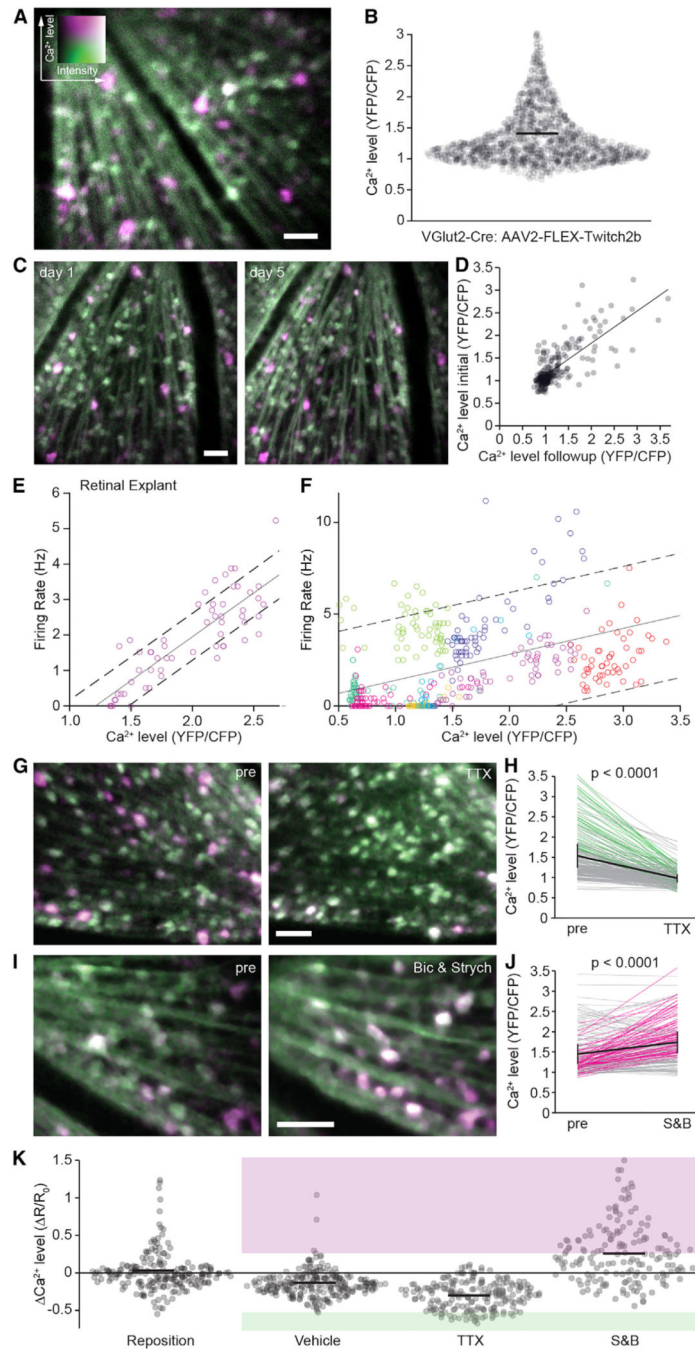 A
Ca²⁺ level
Intensity
B
Ca²⁺ level (YFP/CFP)
3
2.5
2
1.5
1
0.5
0
VGlut2-Cre: AAV2-FLEX-Twitch2b
C
day 1
day 5
D
Ca²⁺ level initial (YFP/CFP)
3.5
3
2.5
2
1.5
1
0.5
0
0 0.5 1 1.5 2 2.5 3 3.5
Ca²⁺ level followup (YFP/CFP)
E
Retinal Explant
Firing Rate (Hz)
6
5
4
3
2
1
0
1.0 1.5 2.0 2.5
Ca²⁺ level (YFP/CFP)
F
Firing Rate (Hz)
10
5
0
0.5 1.0 1.5 2.0 2.5 3.0 3.5
Ca²⁺ level (YFP/CFP)
G
pre
TTX
H
p < 0.0001
Ca²⁺ level (YFP/CFP)
3.5
3
2.5
2
1.5
1
0.5
0
pre TTX
I
pre
Bic & Strych
J
p < 0.0001
Ca²⁺ level (YFP/CFP)
3.5
3
2.5
2
1.5
1
0.5
0
pre S&B
K
ΔCa²⁺ level (ΔR/R₀)
1.5
1
0.5
0
-0.5
Reposition Vehicle TTX S&B